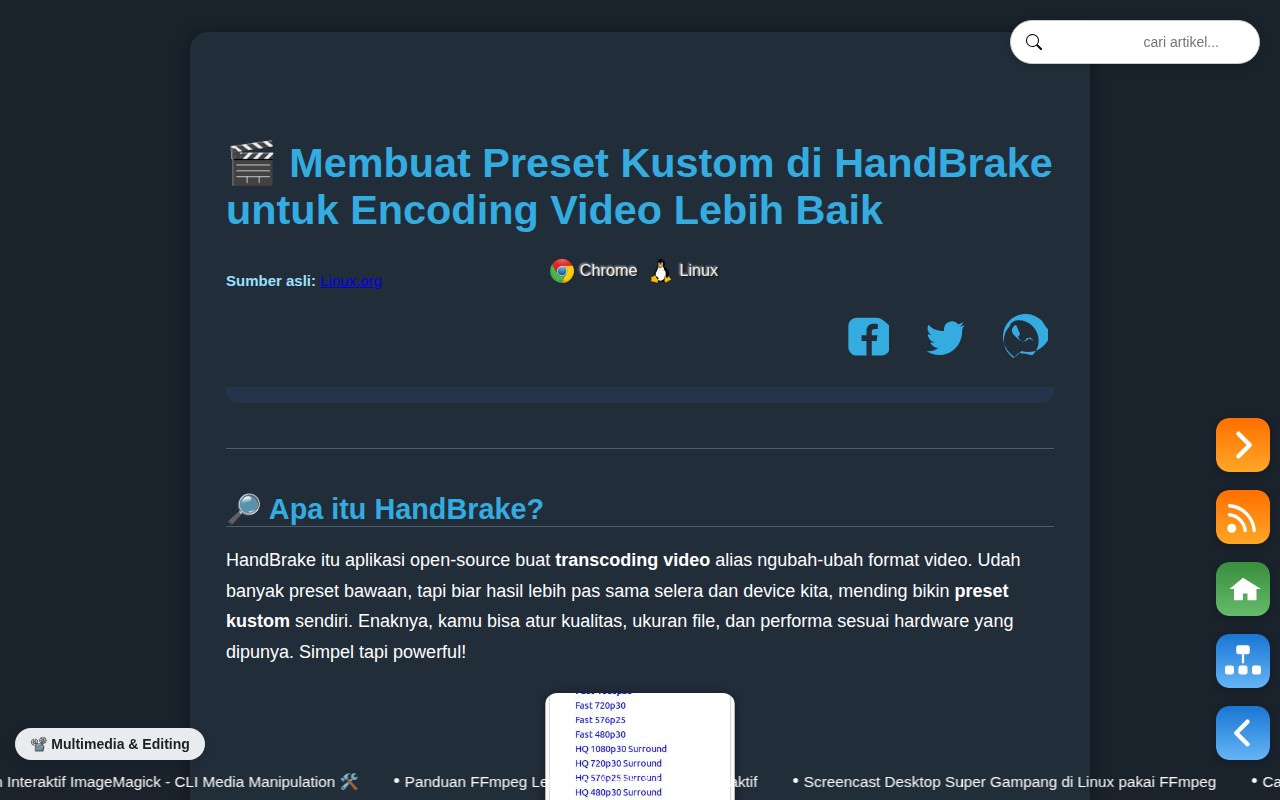 cari artikel...
🎬 Membuat Preset Kustom di HandBrake
untuk Encoding Video Lebih Baik
Sumber asli: Linux.org
Chrome Linux
🔎 Apa itu HandBrake?
HandBrake itu aplikasi open-source buat transcoding video alias ngubah-ubah format video. Udah
banyak preset bawaan, tapi biar hasil lebih pas sama selera dan device kita, mending bikin preset
kustom sendiri. Enaknya, kamu bisa atur kualitas, ukuran file, dan performa sesuai hardware yang
dipunya. Simpel tapi powerful!
Fast 720p30
Fast 576p25
Fast 480p30
HQ 1080p30 Surround
HQ 720p30 Surround
HQ 576p25 Surround
HQ 480p30 Surround
📽️ Multimedia & Editing
Interaktif ImageMagick - CLI Media Manipulation 🛠️ • Panduan FFmpeg • Screencast Desktop Super Gampang di Linux pakai FFmpeg •